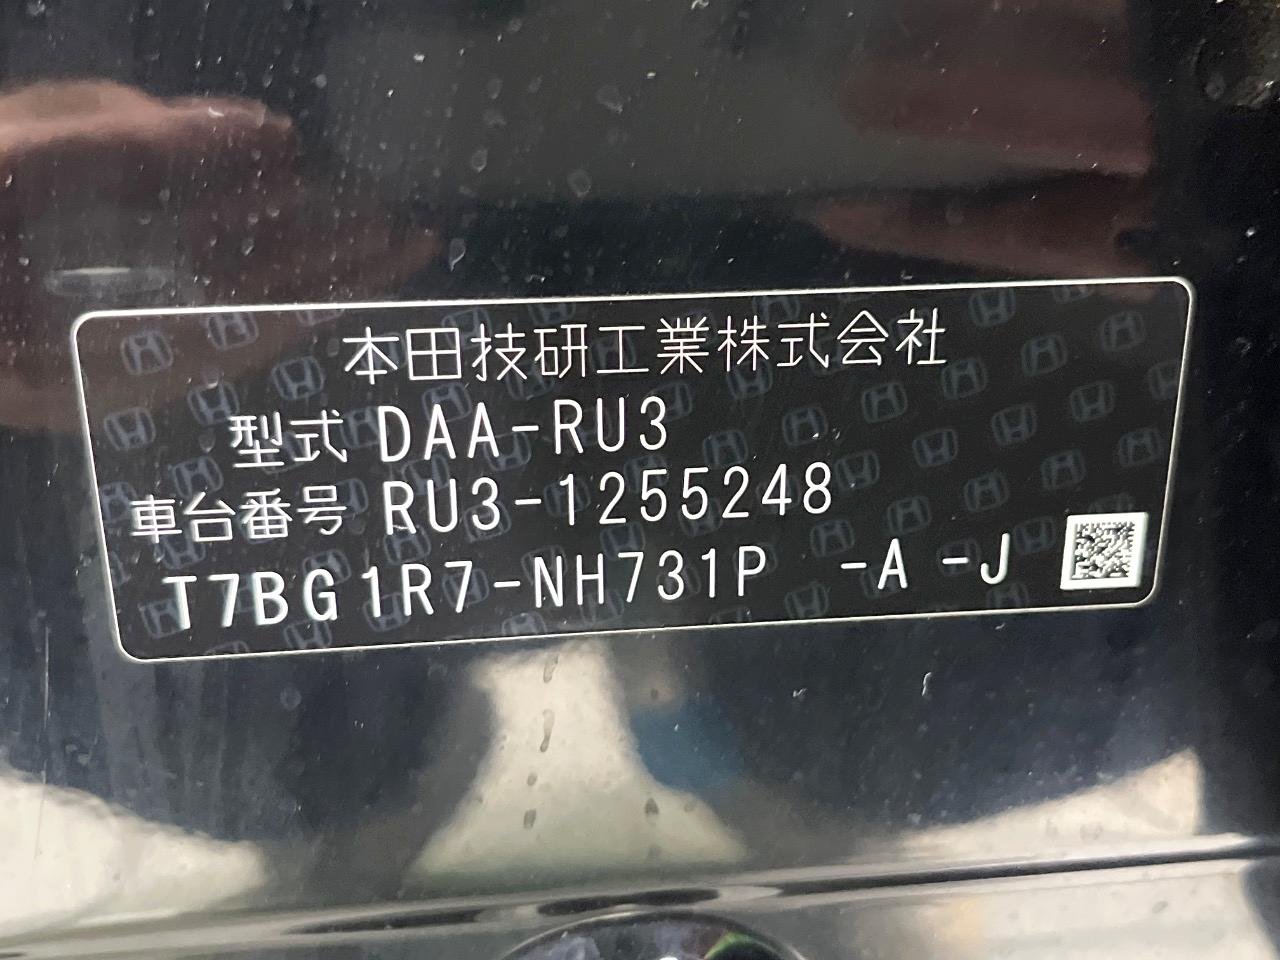 本田技研工業株式会社
型式 DAA-RU3
車台番号 RU3-1255248
T7BG1R7-NH731P -A -J